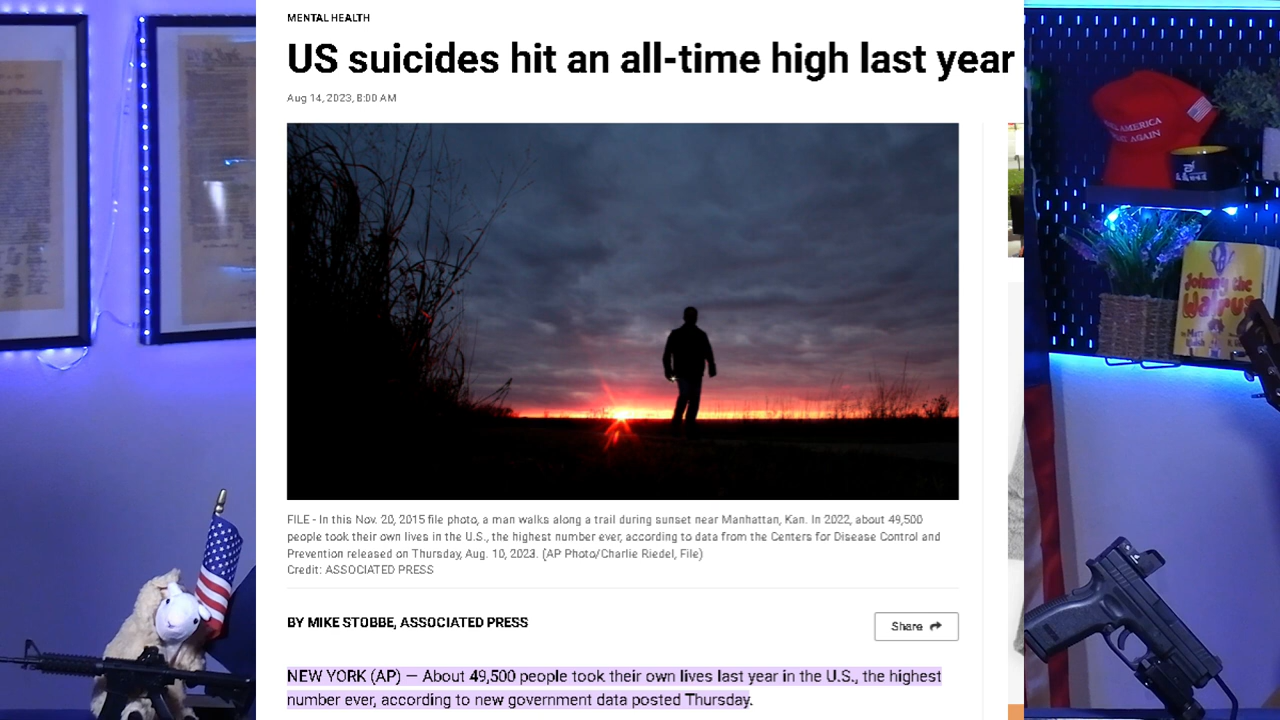 MENTAL HEALTH
US suicides hit an all-time high last year
Aug 14, 2023, 8:00 AM
FILE - In this Nov. 20, 2015 file photo, a man walks along a trail during sunset near Manhattan, Kan. In 2022, about 49,500
people took their own lives in the U.S., the highest number ever, according to data from the Centers for Disease Control and
Prevention released on Thursday, Aug. 10, 2023. (AP Photo/Charlie Riedel, File)
Credit: ASSOCIATED PRESS
BY MIKE STOBBE, ASSOCIATED PRESS
Share
NEW YORK (AP) — About 49,500 people took their own lives last year in the U.S., the highest
number ever, according to new government data posted Thursday.
AMERICA
AGAIN
Johnny the
Walrus